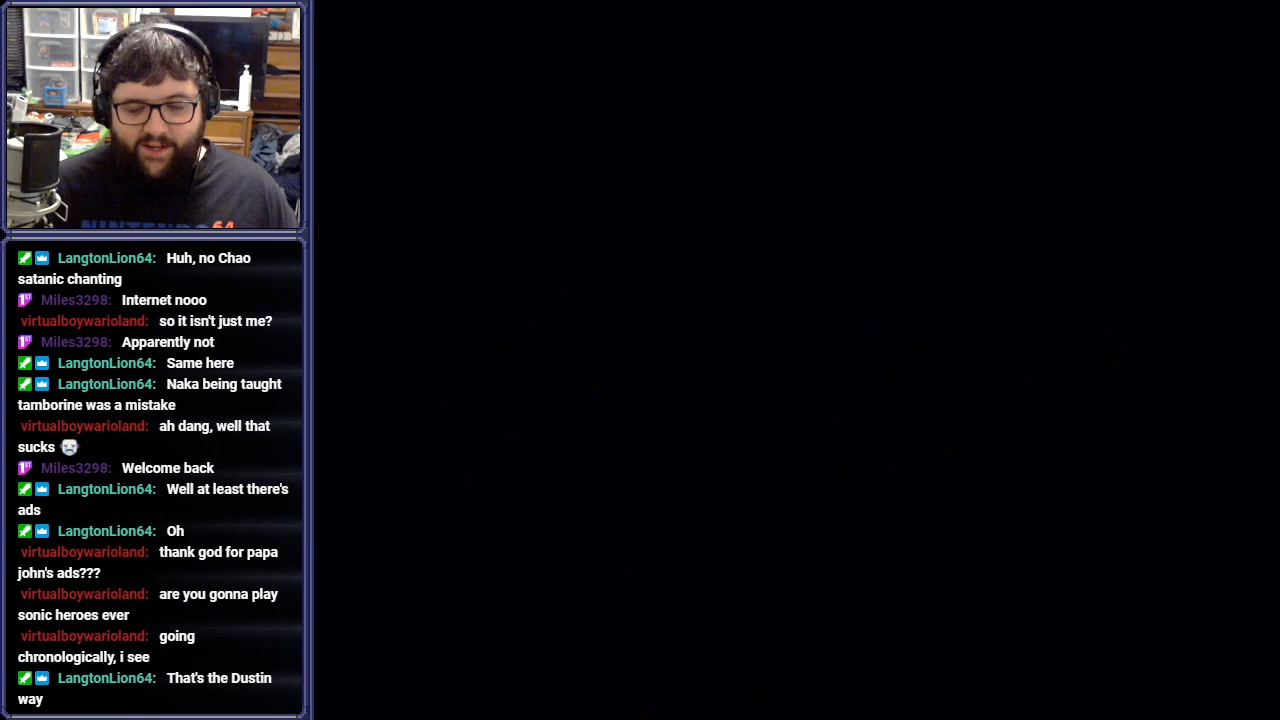 NINTENDO 64
LangtonLion64: Huh, no Chao
satanic chanting
Miles3298: Internet nooo
virtualboywarioland: so it isn't just me?
Miles3298: Apparently not
LangtonLion64: Same here
LangtonLion64: Naka being taught
tamborine was a mistake
virtualboywarioland: ah dang, well that
sucks
Miles3298: Welcome back
LangtonLion64: Well at least there's
ads
LangtonLion64: Oh
virtualboywarioland: thank god for papa
john's ads???
virtualboywarioland: are you gonna play
sonic heroes ever
virtualboywarioland: going
chronologically, i see
LangtonLion64: That's the Dustin
way